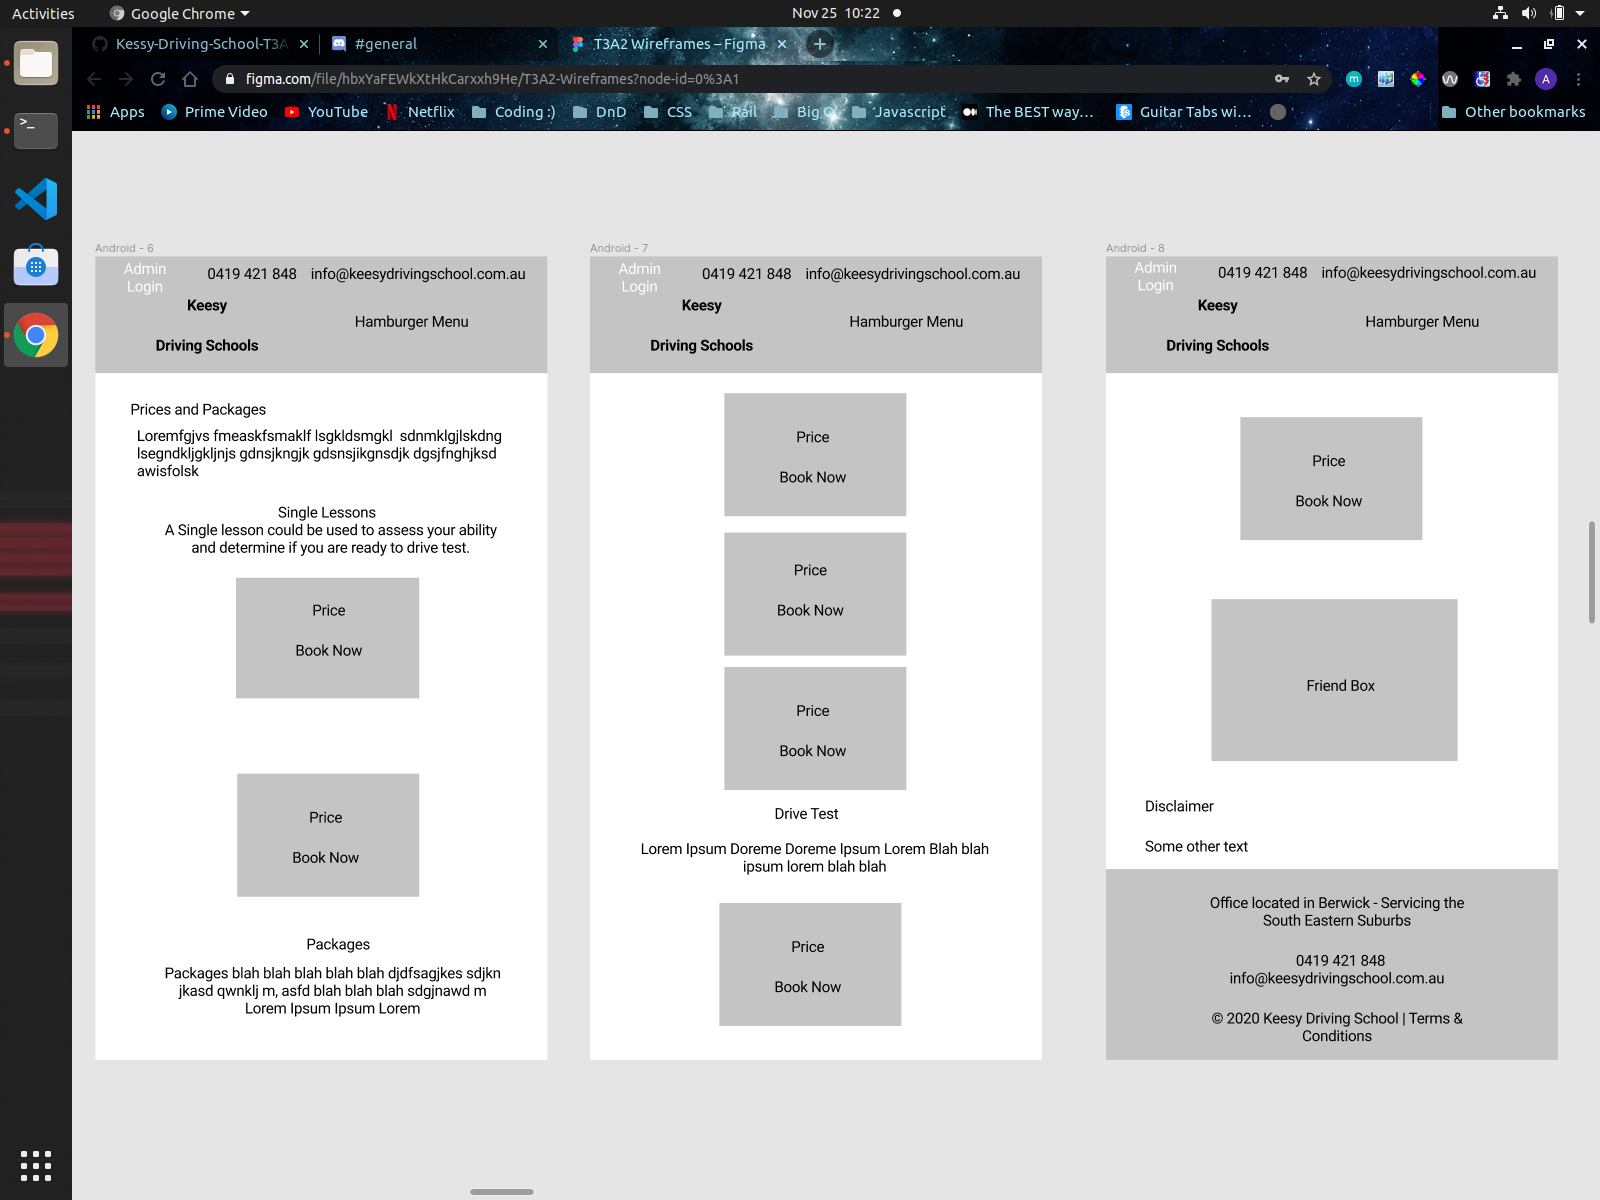 Activities
Google Chrome
Nov 25 10:22
Kessy-Driving-School-T3A
#general
T3A2 Wireframes – Figma
figma.com/file/hbxYaFEWkXtHkCarxxh9He/T3A2-Wireframes?node-id=0%3A1
A
Apps
Prime Video
YouTube
Netflix
Coding :)
DnD
CSS
Rail
Big O
Javascript
The BEST way...
Guitar Tabs wi...
Other bookmarks
Android - 6
Admin
Login
0419 421 848
info@keesydrivingschool.com.au
Keesy
Hamburger Menu
Driving Schools
Prices and Packages
Loremfgjvs fmeaskfsmaklf lsgkldsmgkl sdnmklgjlskdng
lsegndkljgkljnjs gdnsjkngjk gdsnsjikgnsdjk dgsjfnghjksd
awisfolsk
Single Lessons
A Single lesson could be used to assess your ability
and determine if you are ready to drive test.
Price
Book Now
Price
Book Now
Packages
Packages blah blah blah blah blah djdfsagjkes sdjkn
jkasd qwnklj m, asfd blah blah blah sdgjnawd m
Lorem Ipsum Ipsum Lorem
Android - 7
Admin
Login
0419 421 848
info@keesydrivingschool.com.au
Keesy
Hamburger Menu
Driving Schools
Price
Book Now
Price
Book Now
Price
Book Now
Drive Test
Lorem Ipsum Doreme Doreme Ipsum Lorem Blah blah
ipsum lorem blah blah
Price
Book Now
Android - 8
Admin
Login
0419 421 848
info@keesydrivingschool.com.au
Keesy
Hamburger Menu
Driving Schools
Price
Book Now
Friend Box
Disclaimer
Some other text
Office located in Berwick - Servicing the
South Eastern Suburbs
0419 421 848
info@keesydrivingschool.com.au
© 2020 Keesy Driving School | Terms &
Conditions